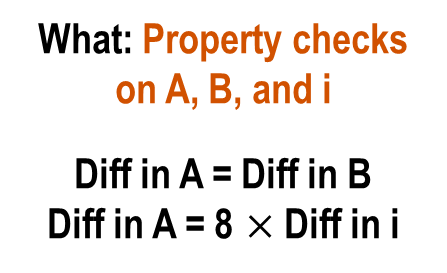 What: Property checks
on A, B, and i
Diff in A = Diff in B
Diff in A = 8 × Diff in i